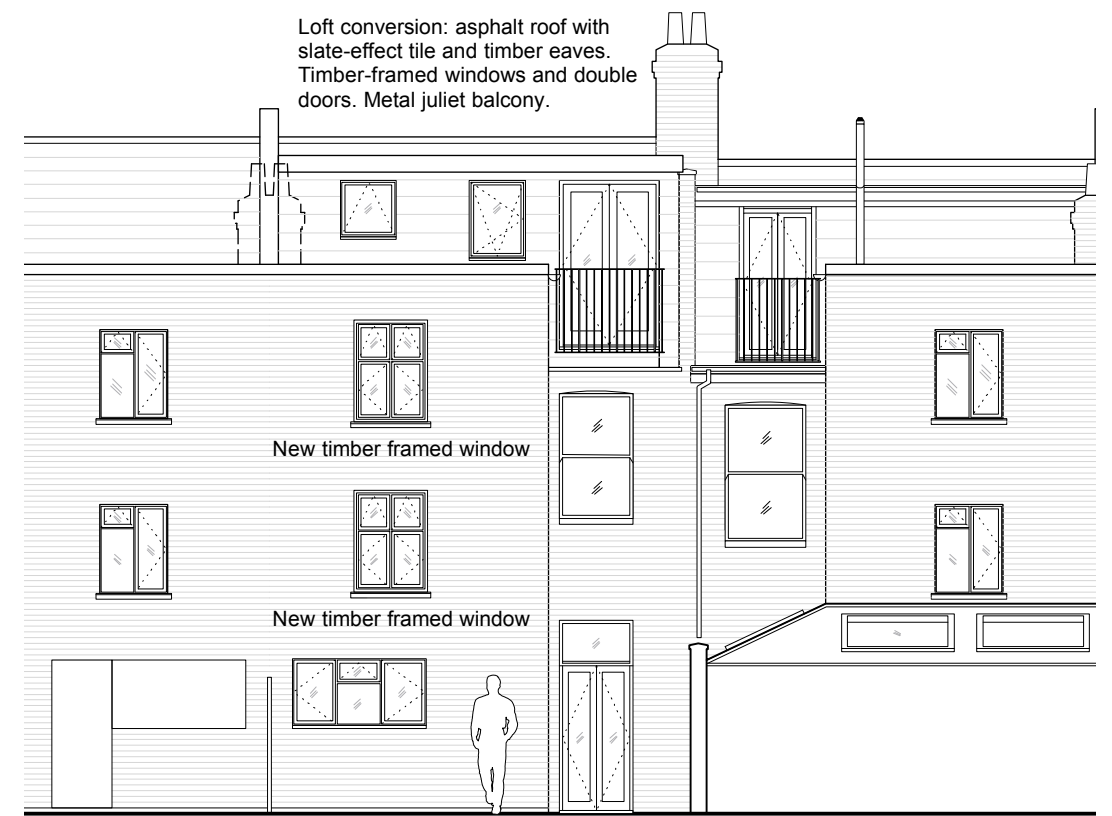 Loft conversion: asphalt roof with
slate-effect tile and timber eaves.
Timber-framed windows and double
doors. Metal juliet balcony.
New timber framed window
New timber framed window